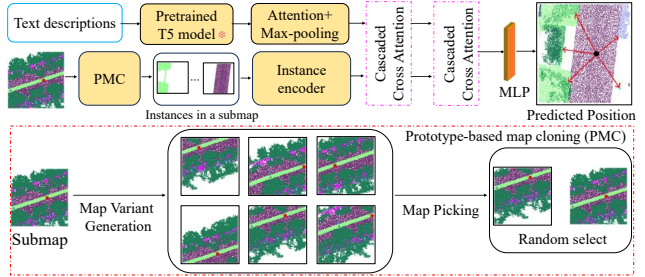 Text descriptions
Pretrained
T5 model
Attention+
Max-pooling
Cascaded
Cross Attention
Cascaded
Cross Attention
MLP
Predicted Position
PMC
...
Instances in a submap
Instance
encoder
Prototype-based map cloning (PMC)
Submap
Map Variant
Generation
Map Picking
Random select